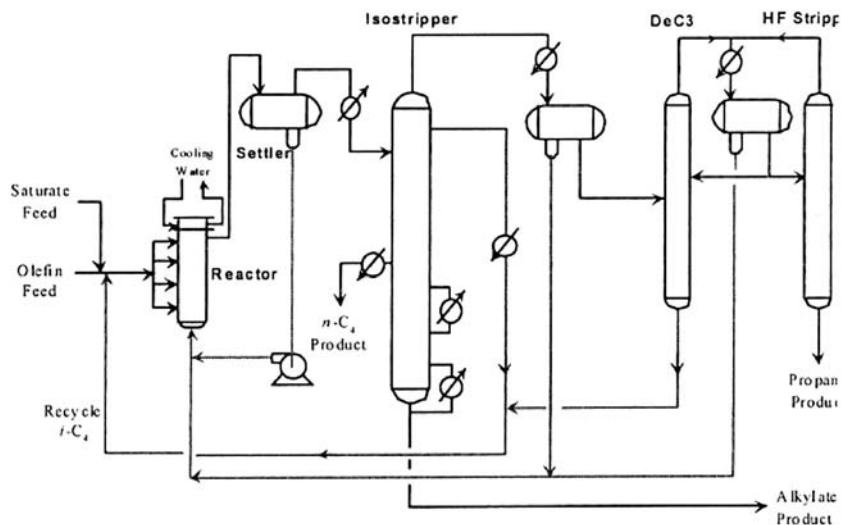 Isostripper
DeC3
HF Stripp
Settler
Cooling
Water
Saturate
Feed
Olefin
Feed
Reactor
n-C4
Product
Recycle
i-C4
Propan
Produ
Alkylate
Product